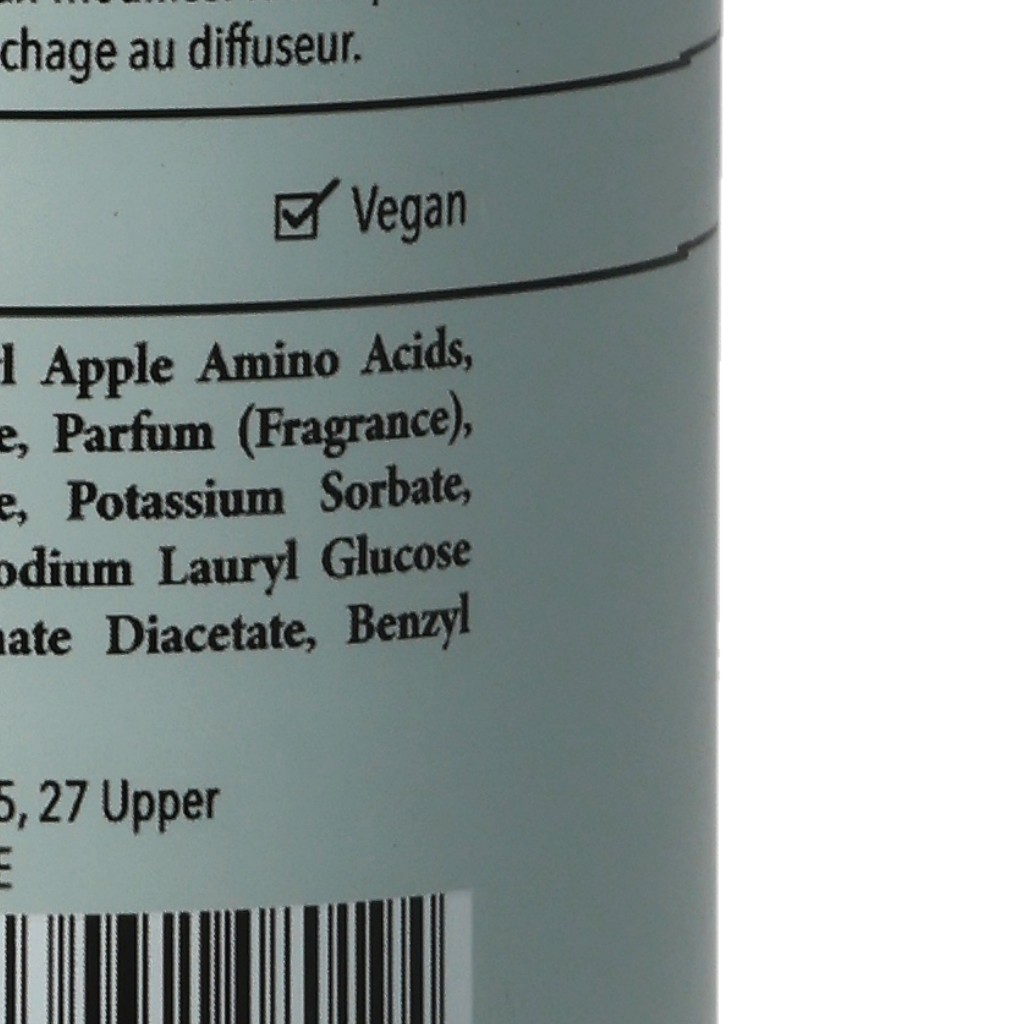 chage au diffuseur.
Vegan
Apple Amino Acids,
Parfum (Fragrance),
Potassium Sorbate,
odium Lauryl Glucose
nate Diacetate, Benzyl
5, 27 Upper
E